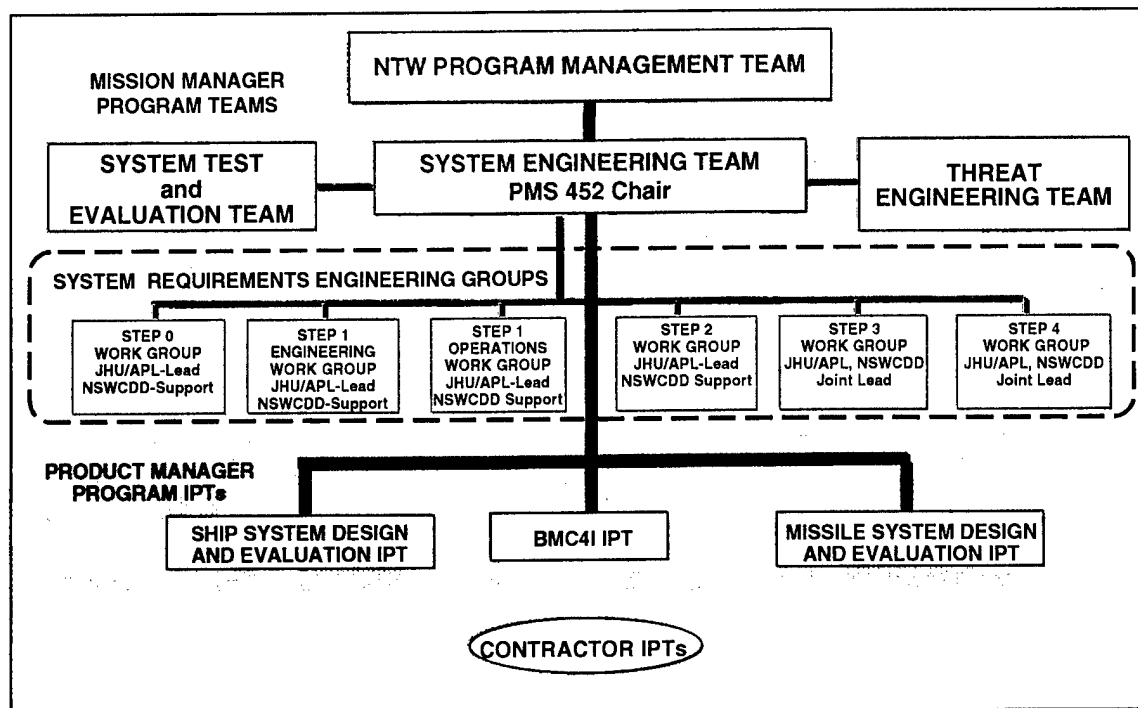 NTW PROGRAM MANAGEMENT TEAM
MISSION MANAGER
PROGRAM TEAMS
SYSTEM TEST
and
EVALUATION TEAM
SYSTEM ENGINEERING TEAM
PMS 452 Chair
THREAT
ENGINEERING TEAM
SYSTEM REQUIREMENTS ENGINEERING GROUPS
STEP 0
WORK GROUP
JHU/APL-Lead
NSWCDD-Support
STEP 1
ENGINEERING
WORK GROUP
JHU/APL-Lead
NSWCDD-Support
STEP 1
OPERATIONS
WORK GROUP
JHU/APL-Lead
NSWCDD Support
STEP 2
WORK GROUP
JHU/APL-Lead
NSWCDD Support
STEP 3
WORK GROUP
JHU/APL, NSWCDD
Joint Lead
STEP 4
WORK GROUP
JHU/APL, NSWCDD
Joint Lead
PRODUCT MANAGER
PROGRAM IPTs
SHIP SYSTEM DESIGN
AND EVALUATION IPT
BMC4I IPT
MISSILE SYSTEM DESIGN
AND EVALUATION IPT
CONTRACTOR IPTs